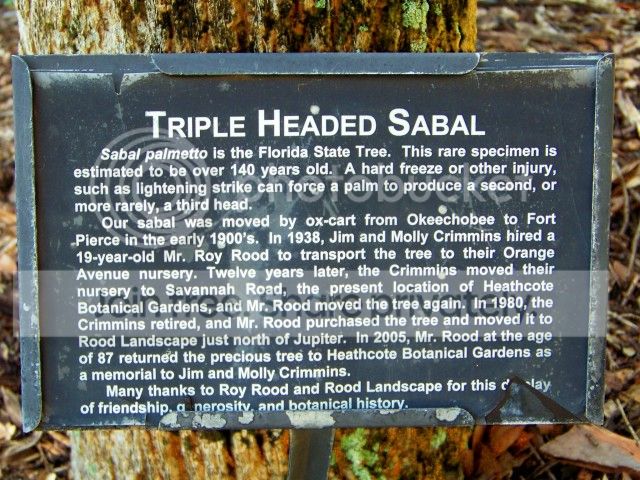 TRIPLE HEADED SABAL
Sabal palmetto is the Florida State Tree. This rare specimen is
estimated to be over 140 years old. A hard freeze or other injury,
such as lightening strike can force a palm to produce a second, or
more rarely, a third head.
Our sabal was moved by ox-cart from Okeechobee to Fort
Pierce in the early 1900's. In 1938, Jim and Molly Crimmins hired a
19-year-old Mr. Roy Rood to transport the tree to their Orange
Avenue nursery. Twelve years later, the Crimmins moved their
nursery to Savannah Road, the present location of Heathcote
Botanical Gardens, and Mr. Rood moved the tree again. In 1980, the
Crimmins retired, and Mr. Rood purchased the tree and moved it to
Rood Landscape just north of Jupiter. In 2005, Mr. Rood at the age
of 87 returned the precious tree to Heathcote Botanical Gardens as
a memorial to Jim and Molly Crimmins.
Many thanks to Roy Rood and Rood Landscape for this display
of friendship, generosity, and botanical history.
photobucket